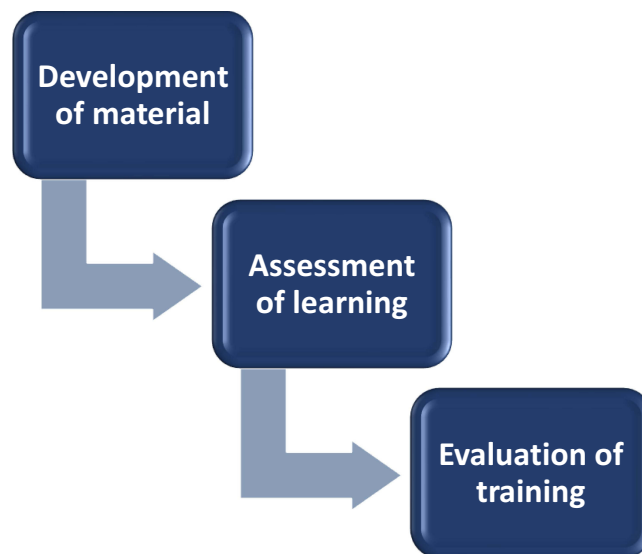 Development
of material
Assessment
of learning
Evaluation of
training